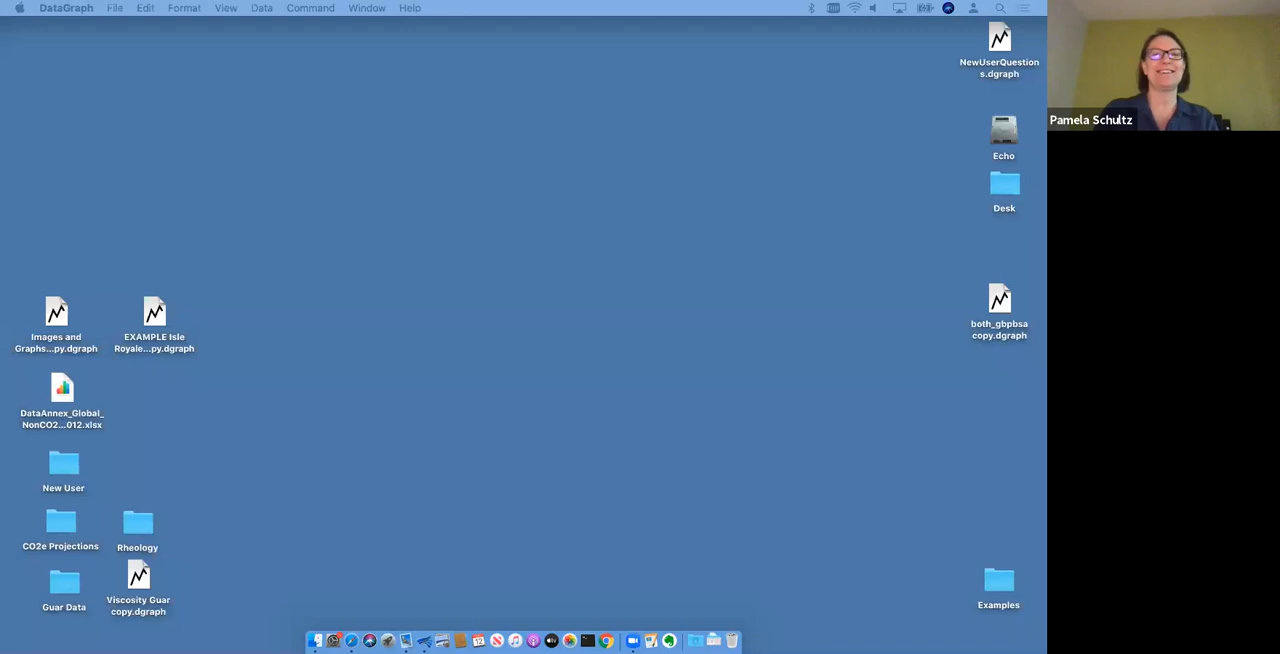 DataGraph File Edit Format View Data Command Window Help
NewUserQuestion
s.dgraph
Pamela Schultz
Echo
Desk
both_gbpbsa
copy.dgraph
Images and
Graphs...py.dgraph
EXAMPLE Isle
Royale...py.dgraph
DataAnnex_Global_
NonCO2...012.xlsx
New User
CO2e Projections
Rheology
Guar Data
Viscosity Guar
copy.dgraph
Examples
12